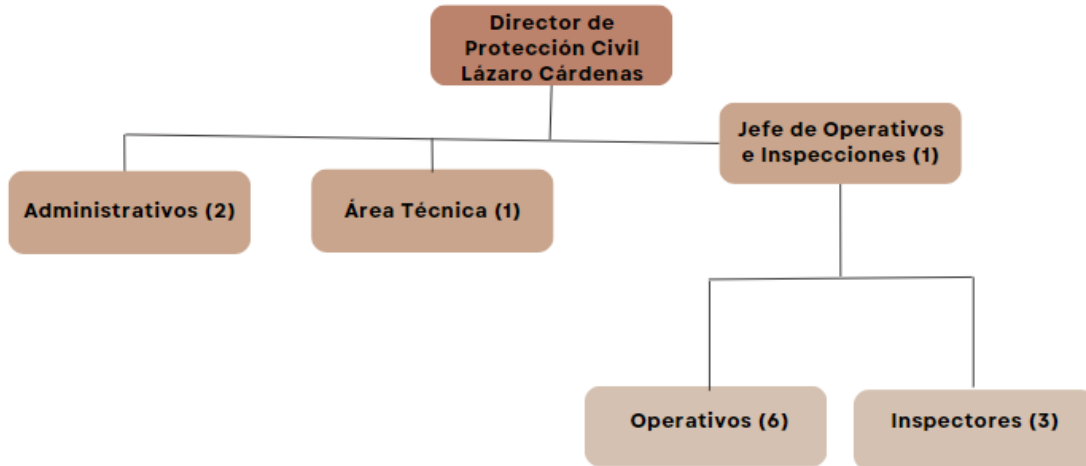 Director de
Protección Civil
Lázaro Cárdenas
Jefe de Operativos
e Inspecciones (1)
Administrativos (2)
Área Técnica (1)
Operativos (6)
Inspectores (3)